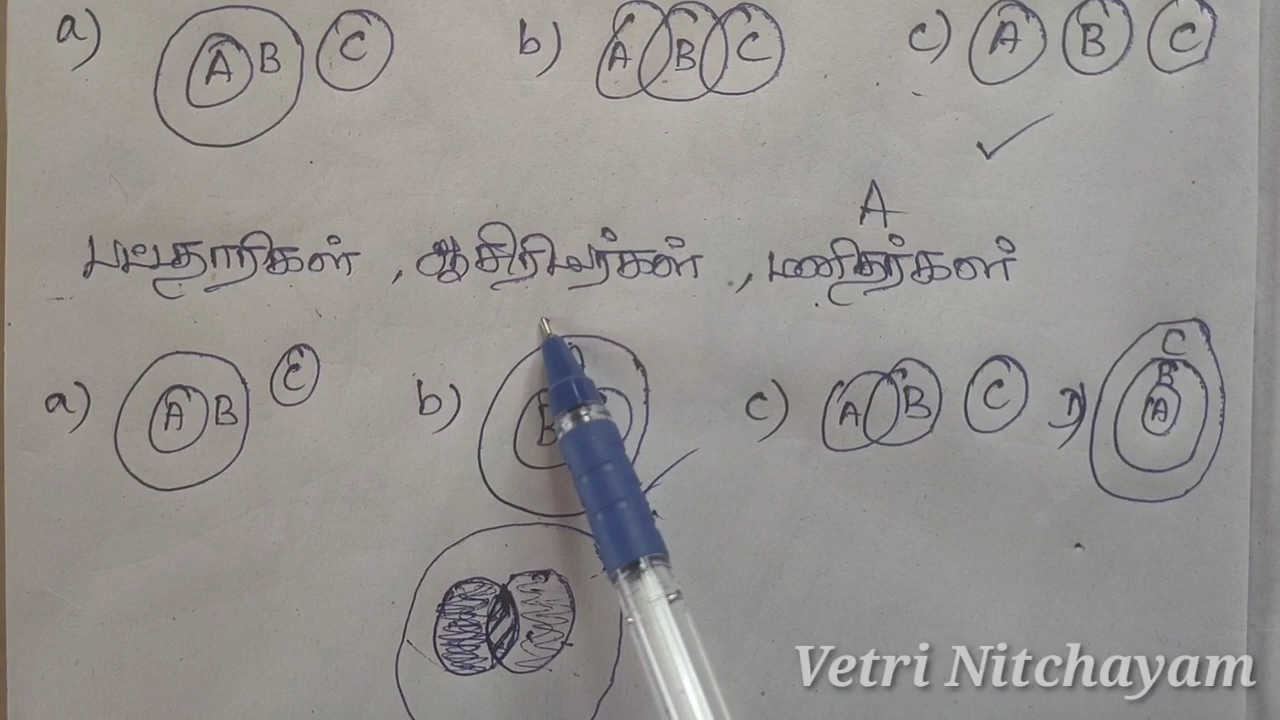 a) A B C b) A B C c) A B C
A
பட்டதாரிகள் , ஆசிரியர்கள் , மனிதர்கள்
a) A B C b) B c) A B C D) C B A
Vetri Nitchayam